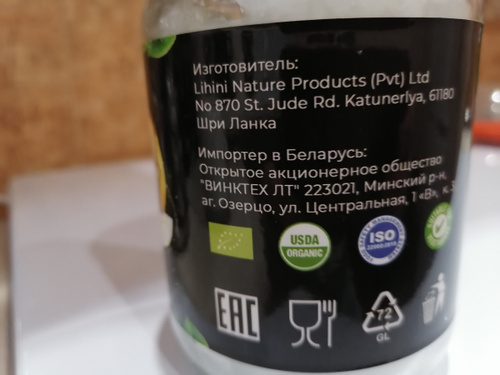 Изготовитель:
Lihini Nature Products (Pvt) Ltd
No 870 St. Jude Rd. Katunerlya, 61180
Шри Ланка
Импортер в Беларусь:
Открытое акционерное общество
"ВИНКТЕХ ЛТ" 223021, Минский р-н,
аг. Озерцо, ул. Центральная, 1 «В», к.
USDA
ORGANIC
ISO
EAC
72
GL